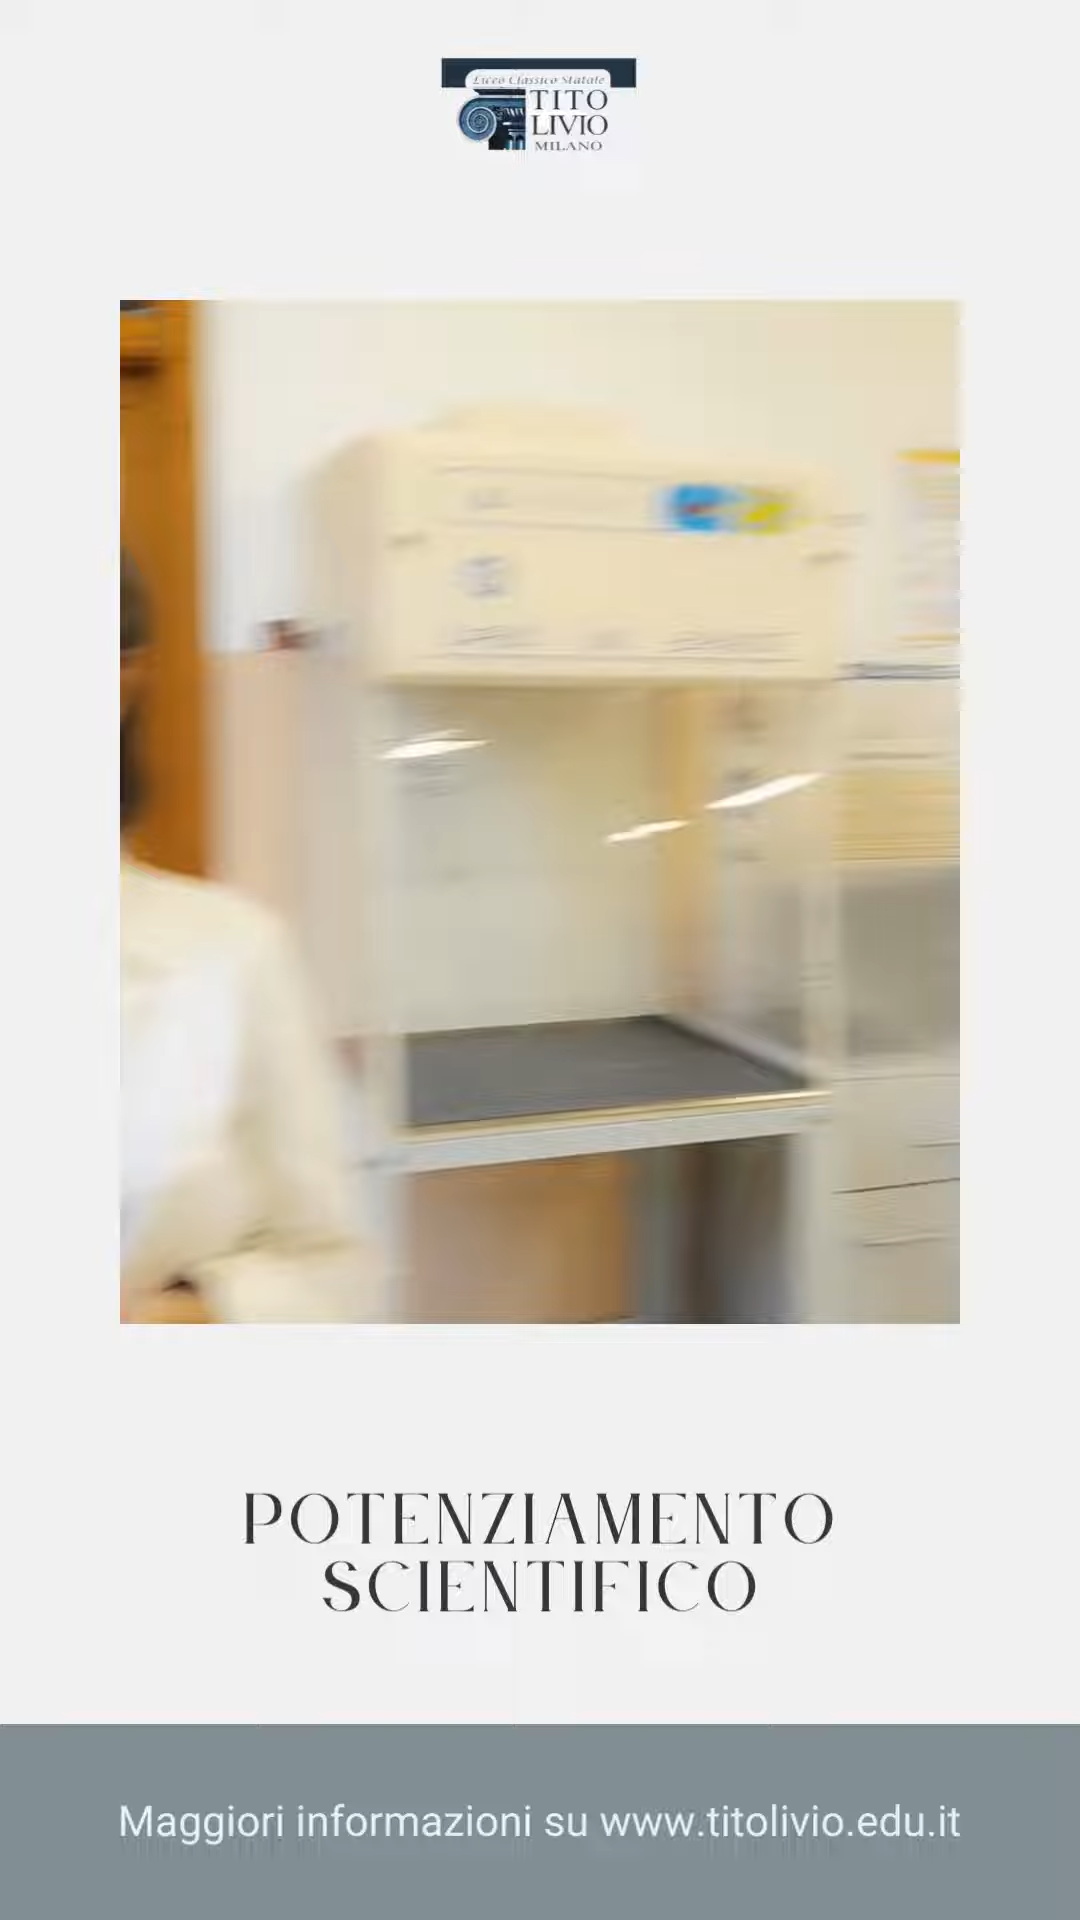 Liceo Classico Statale
TITO
LIVIO
MILANO
POTENZIAMENTO
SCIENTIFICO
Maggiori informazioni su www.titolivio.edu.it